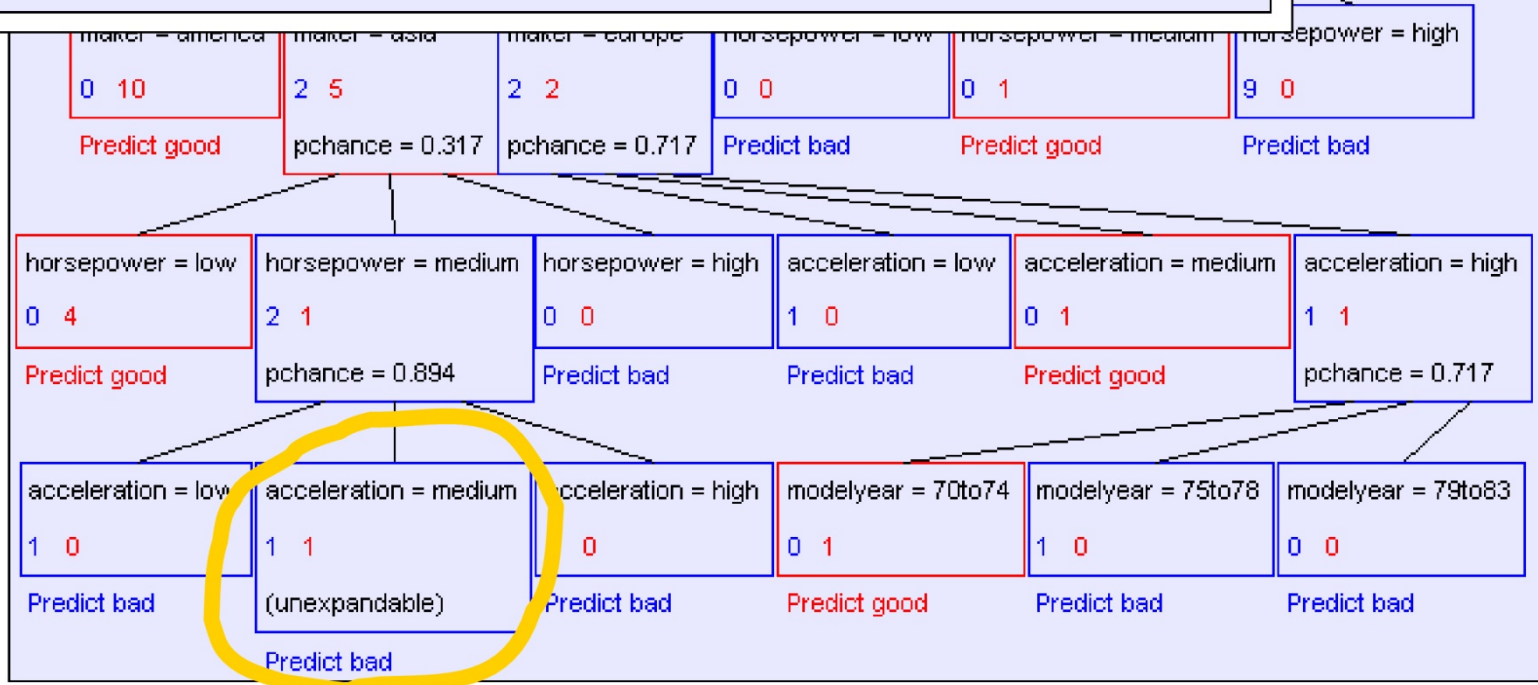 maker = america maker = asia maker = europe horsepower = low horsepower = medium horsepower = high
0 10 2 5 2 2 0 0 0 1 9 0
Predict good pchance = 0.317 pchance = 0.717 Predict bad Predict good Predict bad
horsepower = low horsepower = medium horsepower = high acceleration = low acceleration = medium acceleration = high
0 4 2 1 0 0 1 0 0 1 1 1
Predict good pchance = 0.894 Predict bad Predict bad Predict good pchance = 0.717
acceleration = low acceleration = medium acceleration = high modelyear = 70to74 modelyear = 75to78 modelyear = 79to83
1 0 1 1 0 0 1 1 0 0 0
Predict bad (unexpandable) Predict bad Predict good Predict bad Predict bad
Predict bad